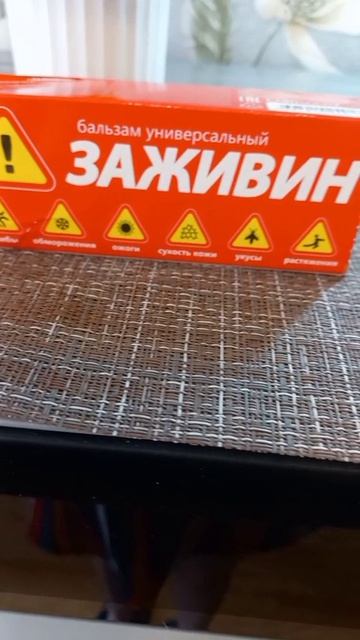 бальзам универсальный
ЗАЖИВИН
обморожения ожоги сухость кожи укусы растяжения